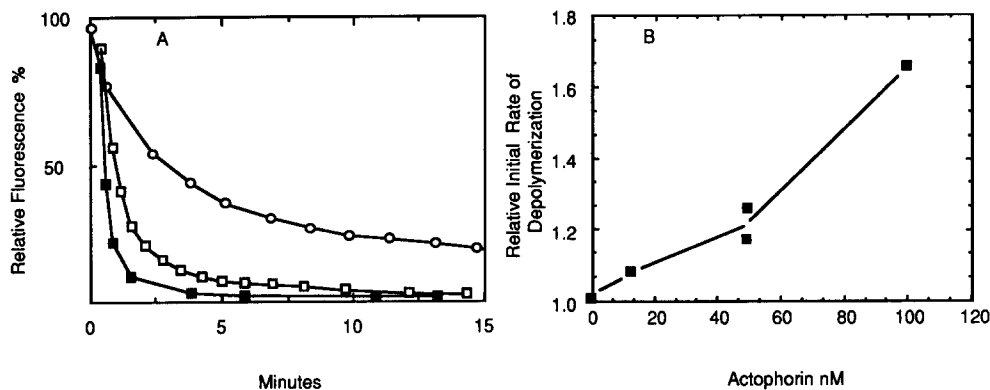 A
100
50
Relative Fluorescence %
0
5
10
15
Minutes
B
1.8
1.6
1.4
1.2
1.0
Relative Initial Rate of
Depolymerization
0
20
40
60
80
100
120
Actophorin nM